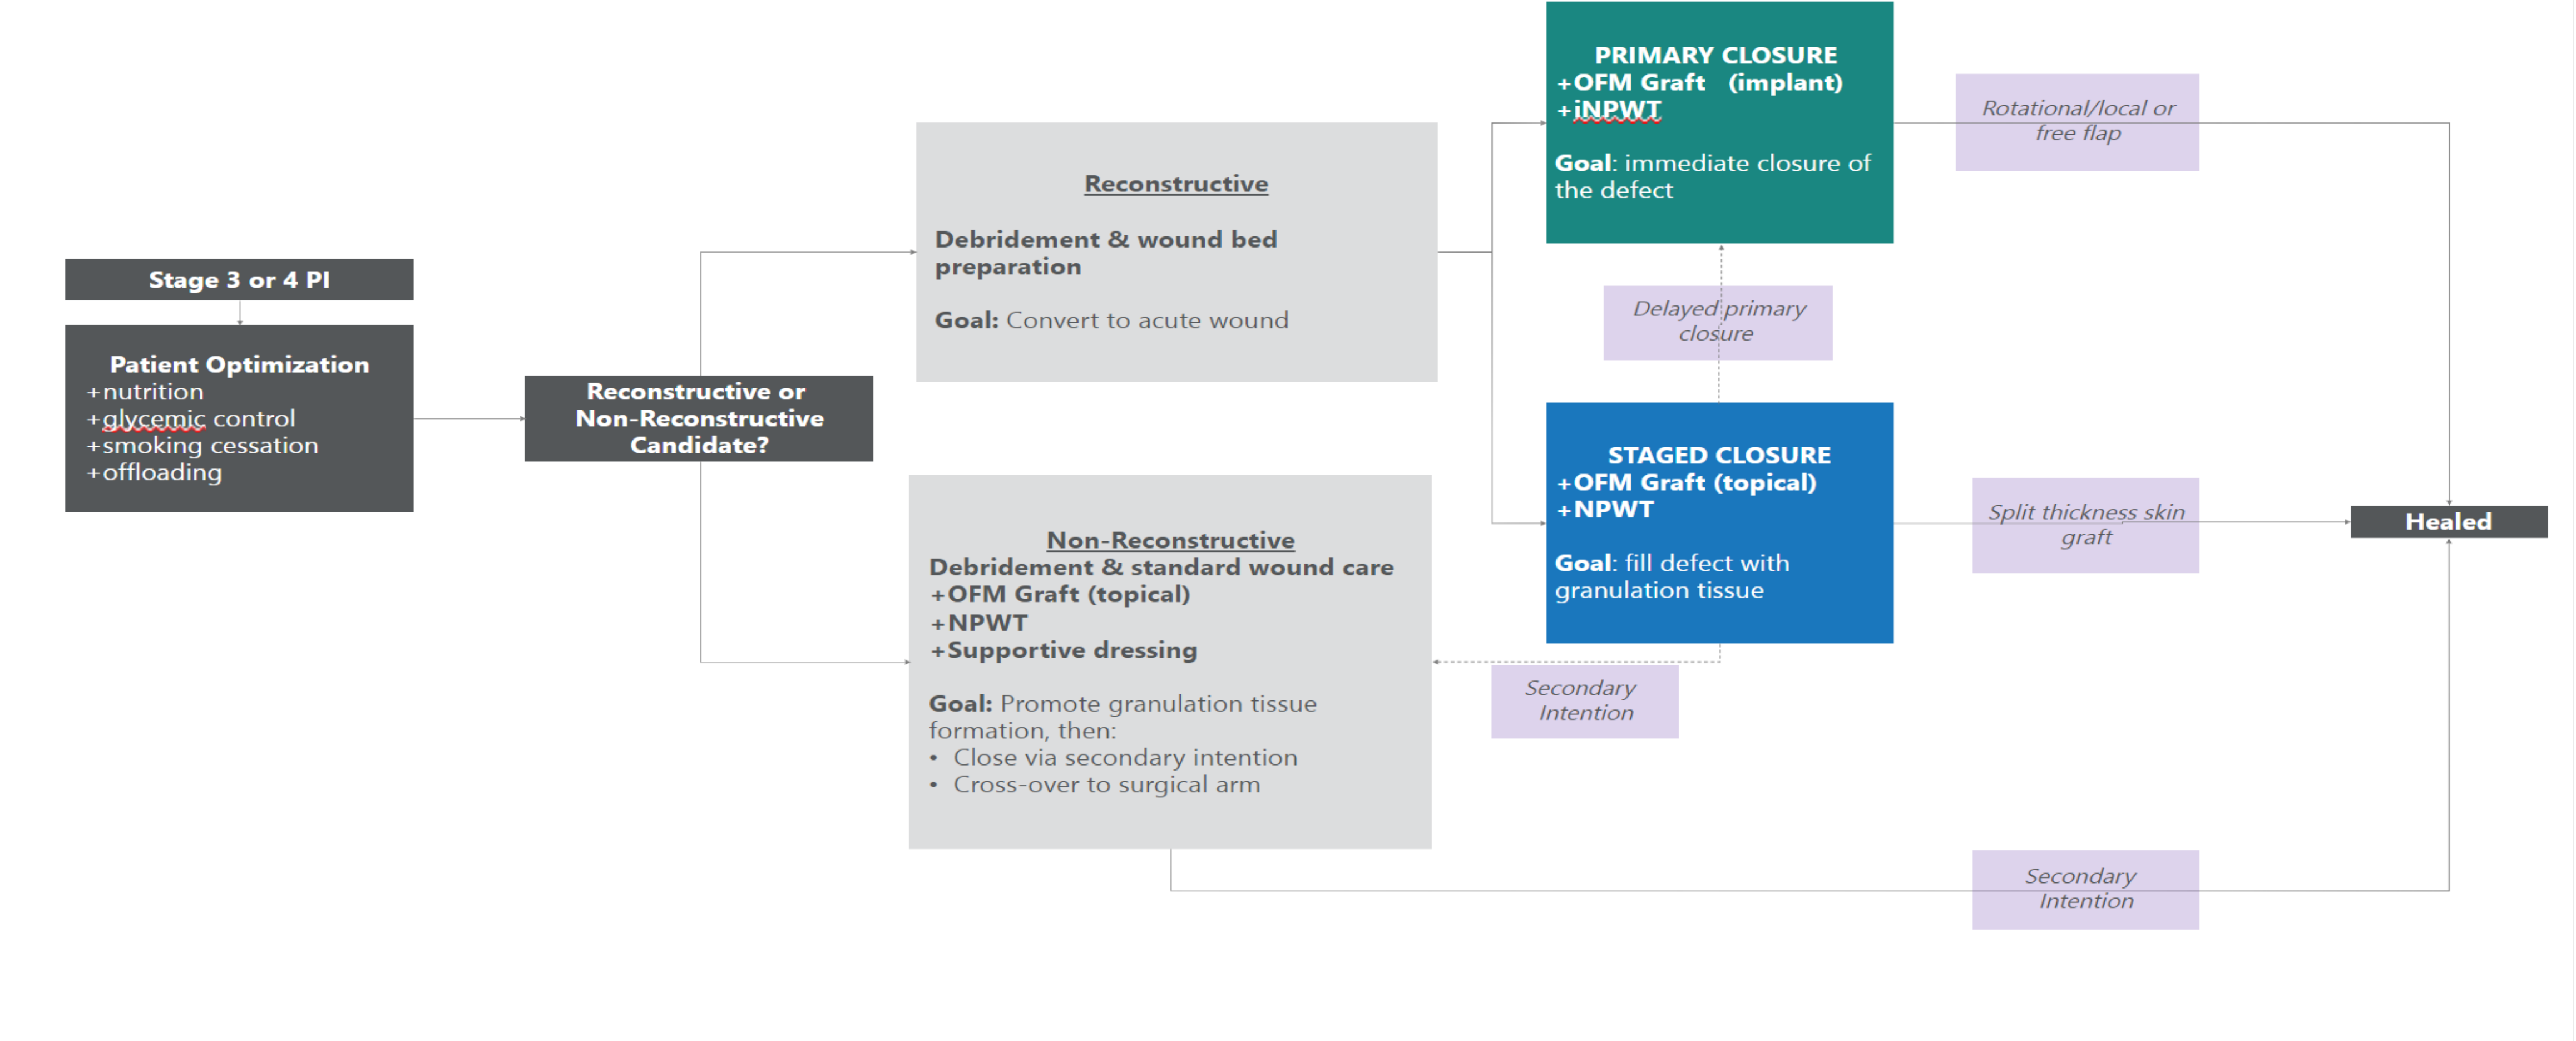 Stage 3 or 4 PI
Patient Optimization
+nutrition
+glycemic control
+smoking cessation
+offloading
Reconstructive or
Non-Reconstructive
Candidate?
Reconstructive
Debridement & wound bed
preparation
Goal: Convert to acute wound
Non-Reconstructive
Debridement & standard wound care
+OFM Graft (topical)
+NPWT
+Supportive dressing
Goal: Promote granulation tissue
formation, then:
• Close via secondary intention
• Cross-over to surgical arm
PRIMARY CLOSURE
+OFM Graft (implant)
+iNPWT
Goal: immediate closure of
the defect
Delayed primary
closure
STAGED CLOSURE
+OFM Graft (topical)
+NPWT
Goal: fill defect with
granulation tissue
Secondary
Intention
Rotational/local or
free flap
Split thickness skin
graft
Secondary
Intention
Healed